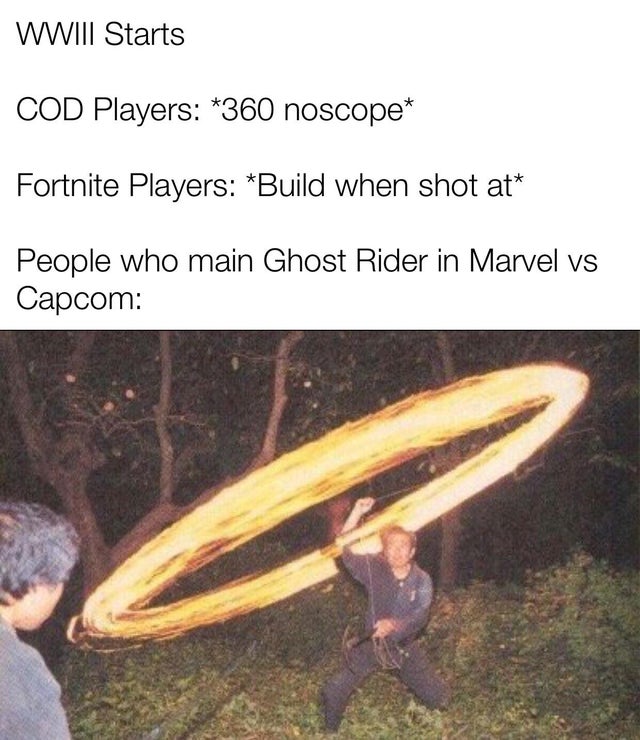 WWIII Starts
COD Players: *360 noscope*
Fortnite Players: *Build when shot at*
People who main Ghost Rider in Marvel vs
Capcom: